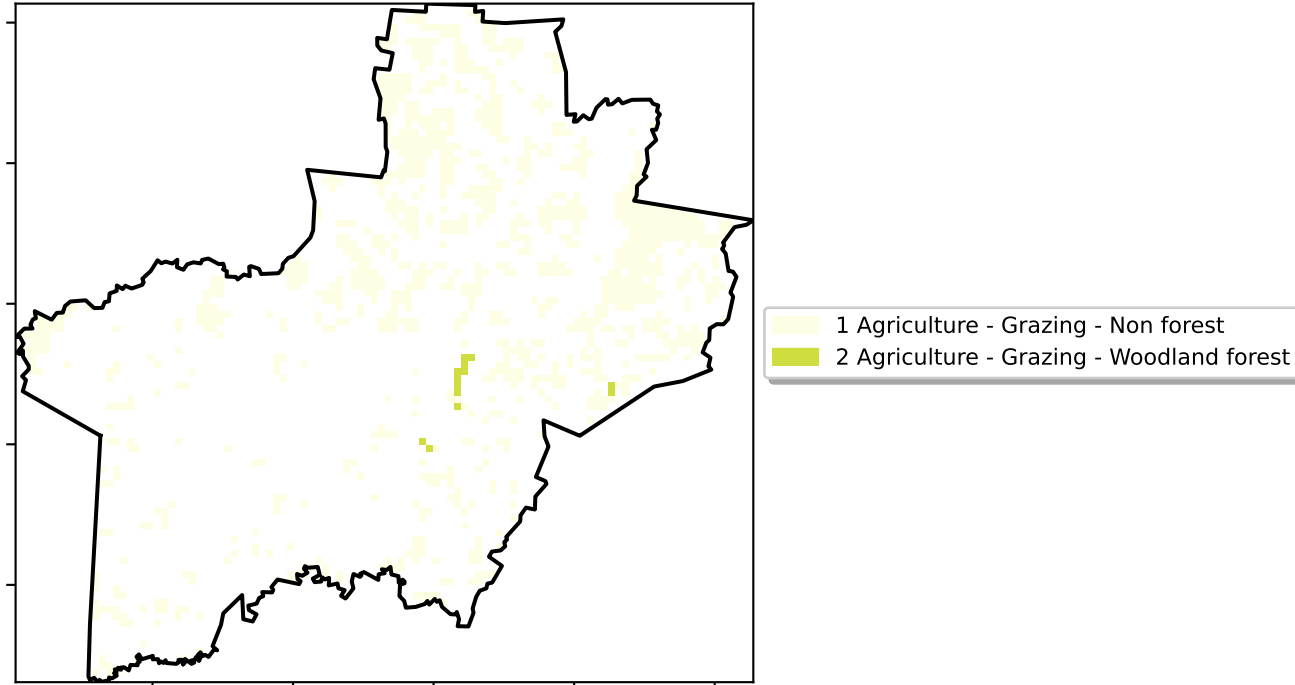 1 Agriculture - Grazing - Non forest
2 Agriculture - Grazing - Woodland forest